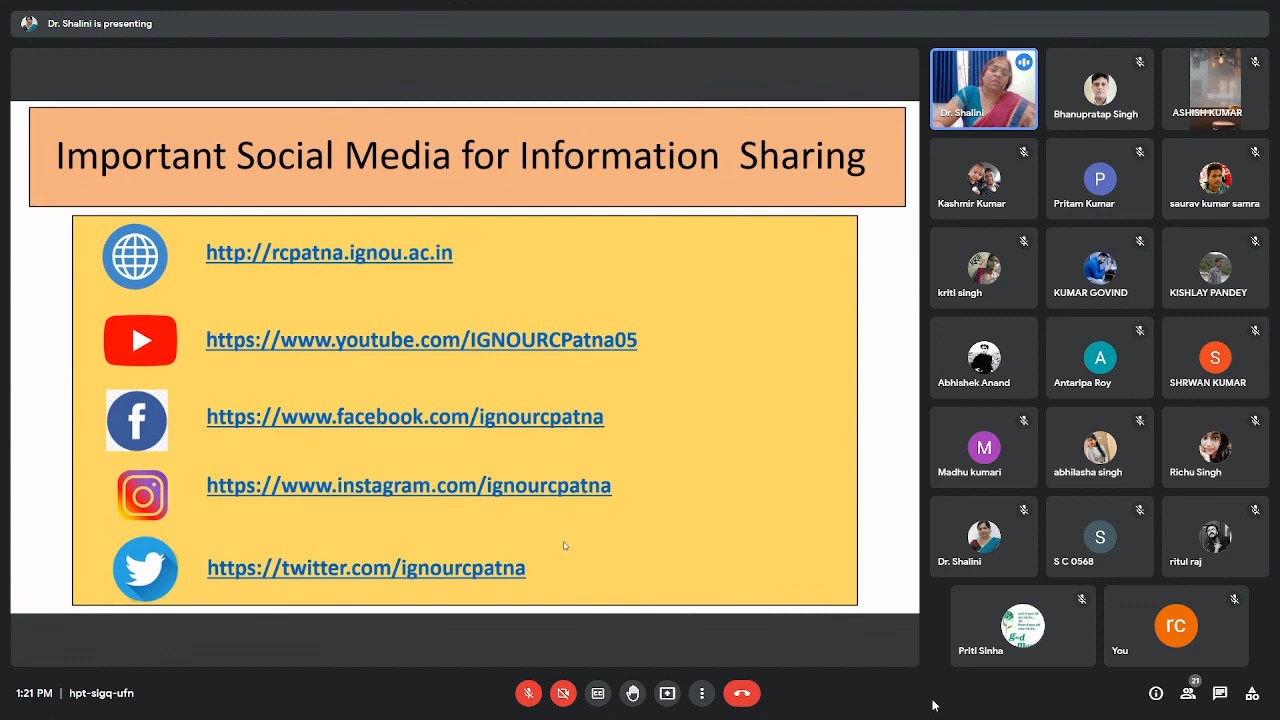 Dr. Shalini is presenting
Important Social Media for Information Sharing
http://rcpatna.ignou.ac.in
https://www.youtube.com/IGNOURCPatna05
https://www.facebook.com/ignourcpatna
https://www.instagram.com/ignourcpatna
https://twitter.com/ignourcpatna
Dr. Shalini
Bhanupratap Singh
ASHISH KUMAR
Kashmir Kumar
P
Pritam Kumar
saurav kumar samra
kriti singh
KUMAR GOVIND
KISHLAY PANDEY
Abhishek Anand
A
Antaripa Roy
S
SHRWAN KUMAR
M
Madhu kumari
abhilasha singh
Richu Singh
Dr. Shalini
S
S C 0568
ritul raj
Priti Sinha
rc
You
1:21 PM | hpt-slgq-ufn
21